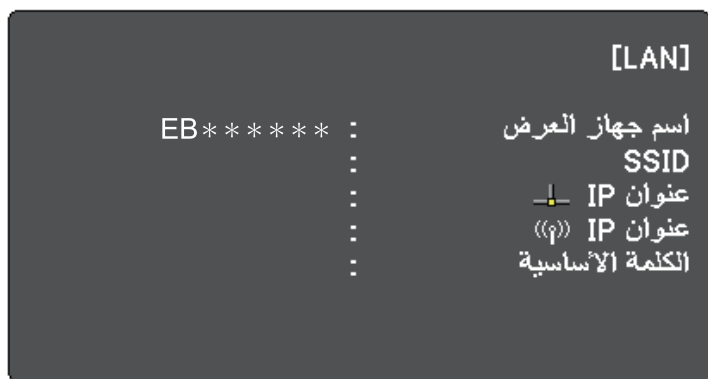 [LAN]
اسم جهاز العرض : EB∗∗∗∗∗∗
SSID :
عنوان IP :
عنوان IP :
الكلمة الأساسية :